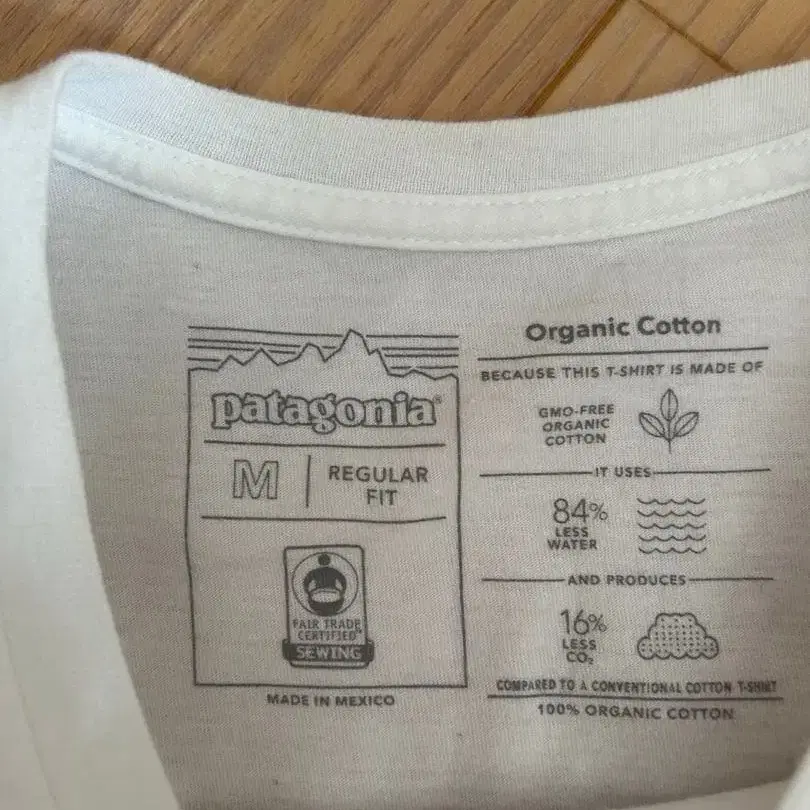 patagonia®
M
REGULAR
FIT
FAIR TRADE
CERTIFIED™
SEWING
MADE IN MEXICO
Organic Cotton
BECAUSE THIS T-SHIRT IS MADE OF
GMO-FREE
ORGANIC
COTTON
IT USES
84%
LESS
WATER
AND PRODUCES
16%
LESS
CO₂
COMPARED TO A CONVENTIONAL COTTON T-SHIRT
100% ORGANIC COTTON